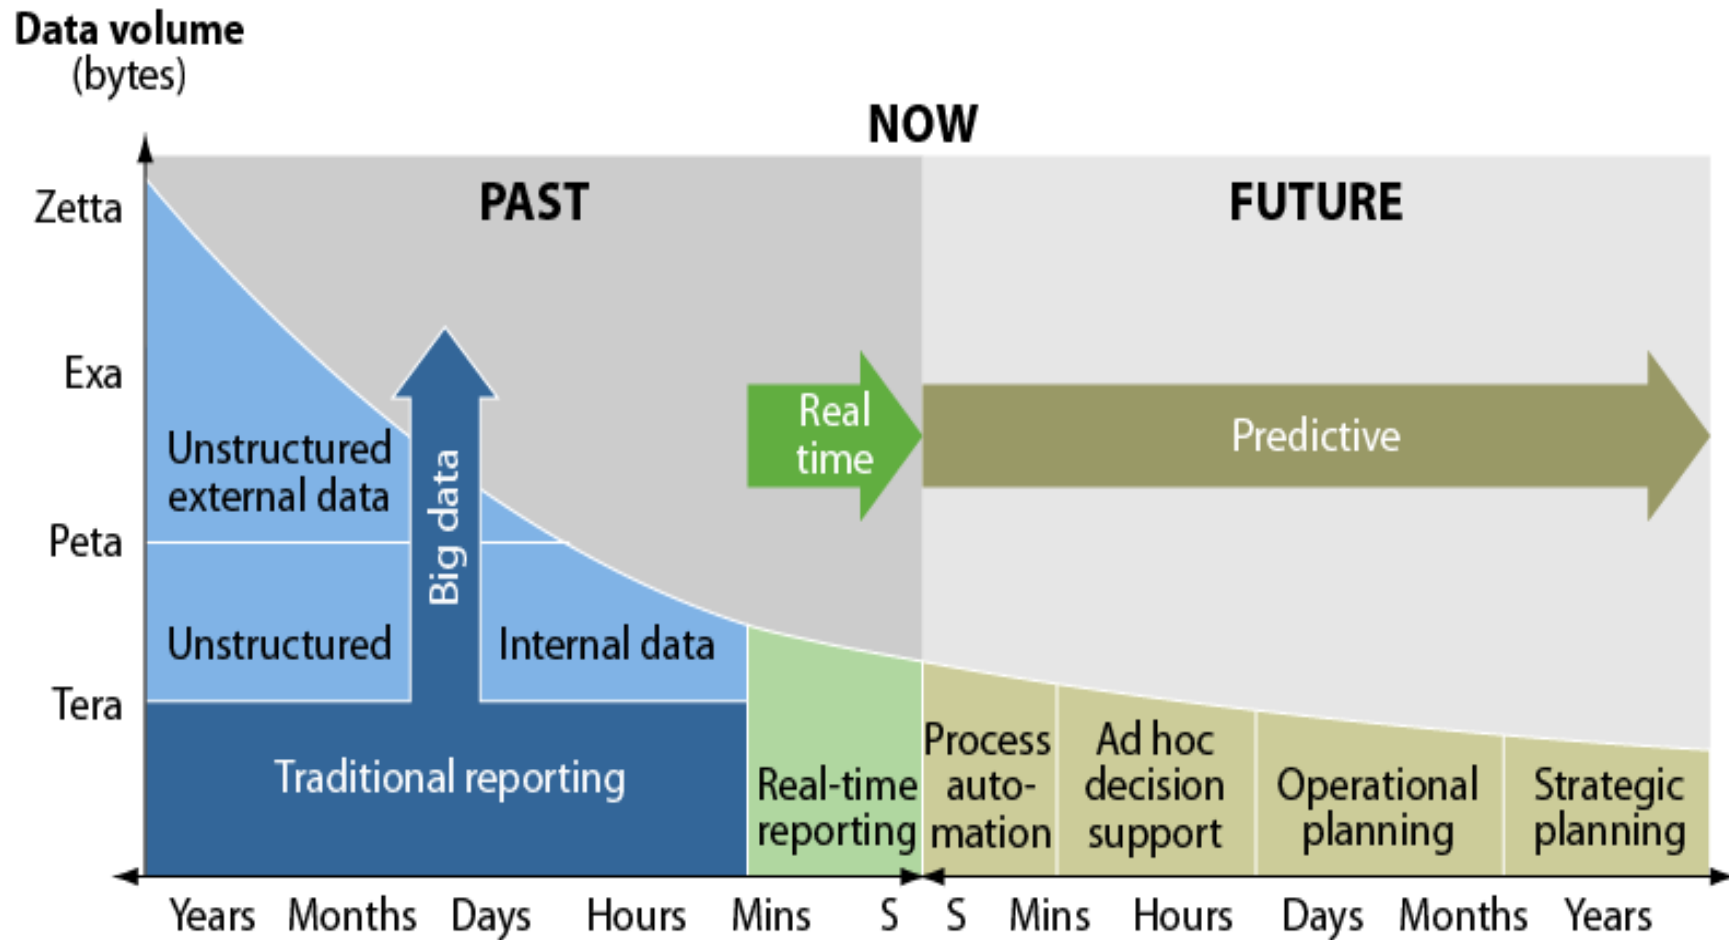 Data volume
(bytes)
NOW
PAST
FUTURE
Zetta
Exa
Peta
Tera
Real
time
Predictive
Unstructured
external data
Big data
Unstructured
Internal data
Traditional reporting
Real-time
reporting
Process
auto-
mation
Ad hoc
decision
support
Operational
planning
Strategic
planning
Years Months Days Hours Mins S S Mins Hours Days Months Years